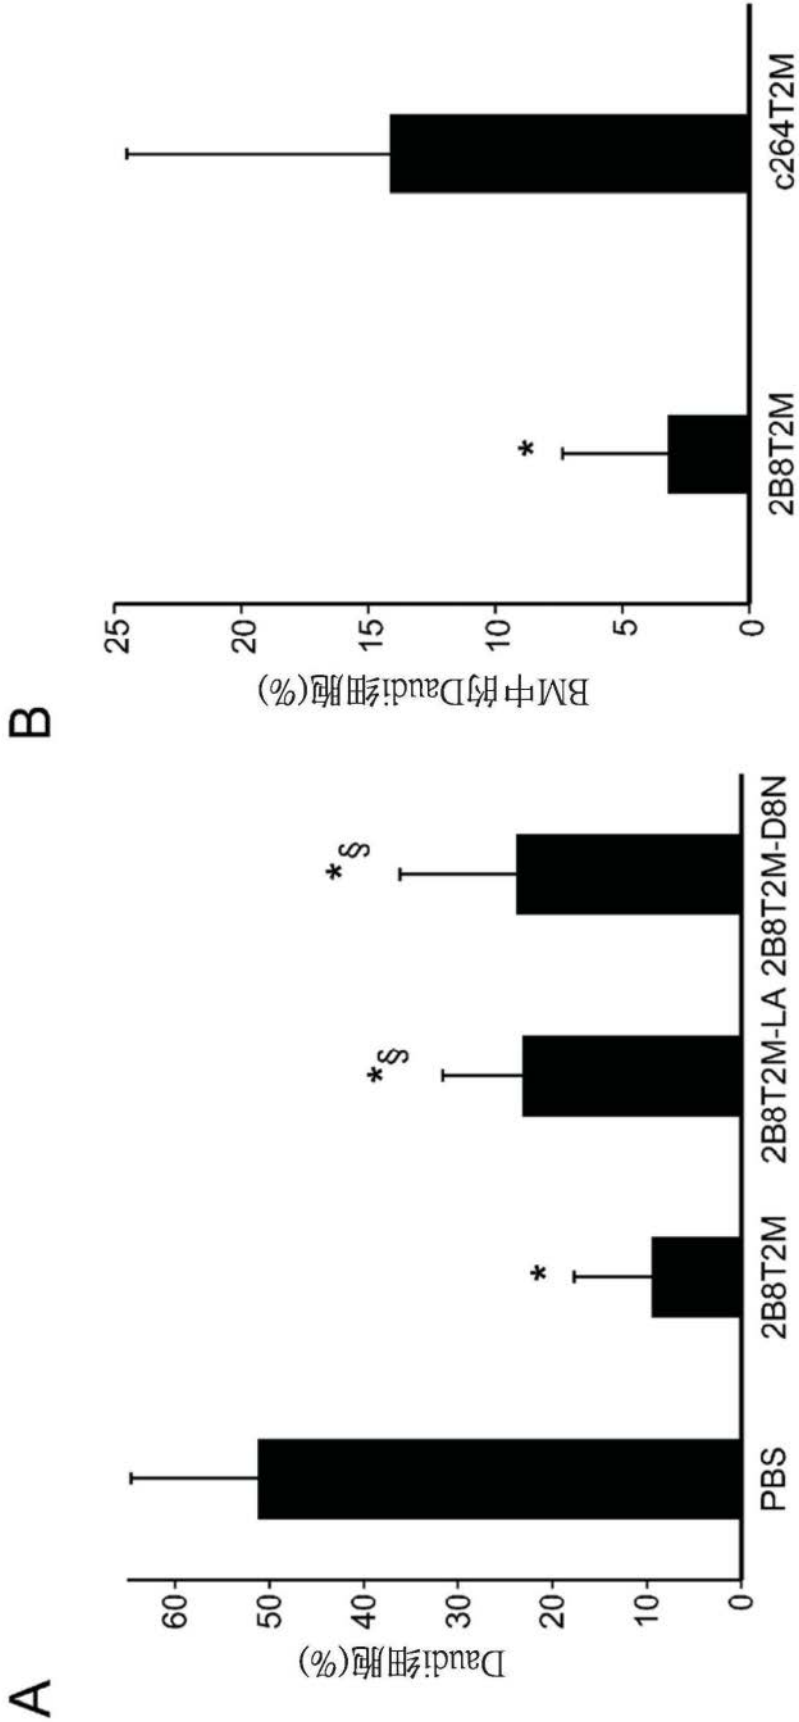 A
Daudi细胞(%)
60
50
40
30
20
10
0
*
*§
*§
PBS
2B8T2M
2B8T2M-LA
2B8T2M-D8N
B
BM中的Daudi细胞(%)
25
20
15
10
5
0
*
2B8T2M
c264T2M